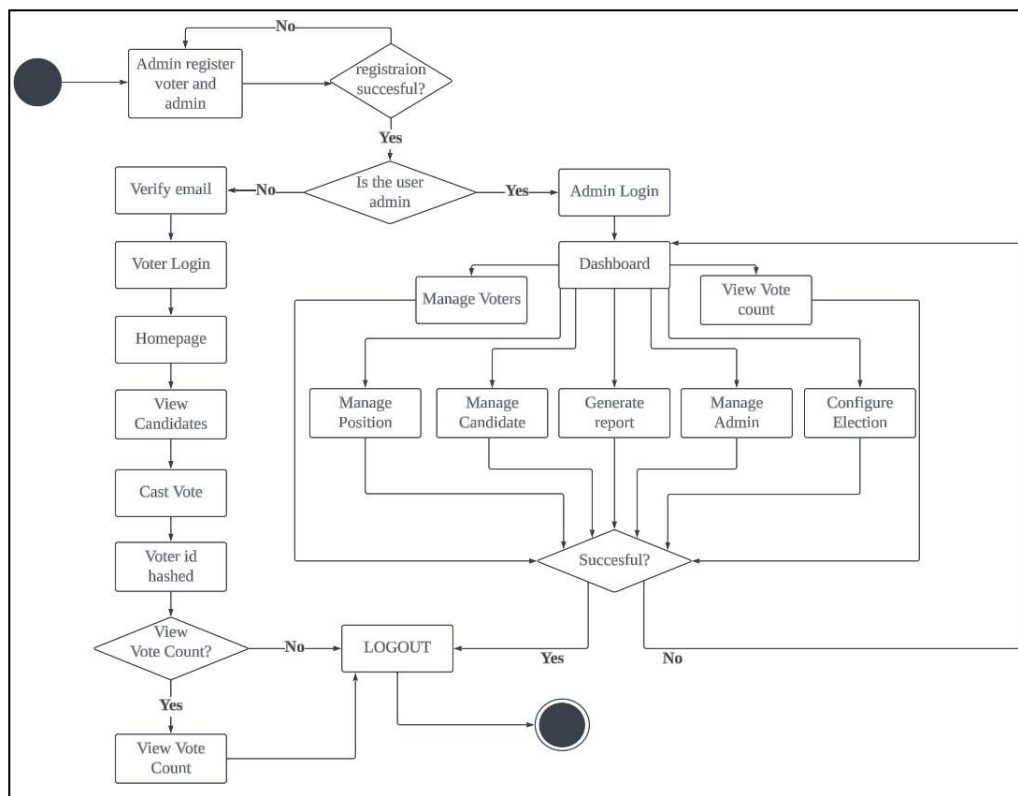 No
Admin register
voter and
admin
registraion
succesful?
Yes
Verify email
No
Is the user
admin
Yes
Admin Login
Voter Login
Dashboard
Manage Voters
View Vote
count
Homepage
View
Candidates
Manage
Position
Manage
Candidate
Generate
report
Manage
Admin
Configure
Election
Cast Vote
Voter id
hashed
Succesful?
View
Vote Count?
No
LOGOUT
Yes
No
Yes
View Vote
Count